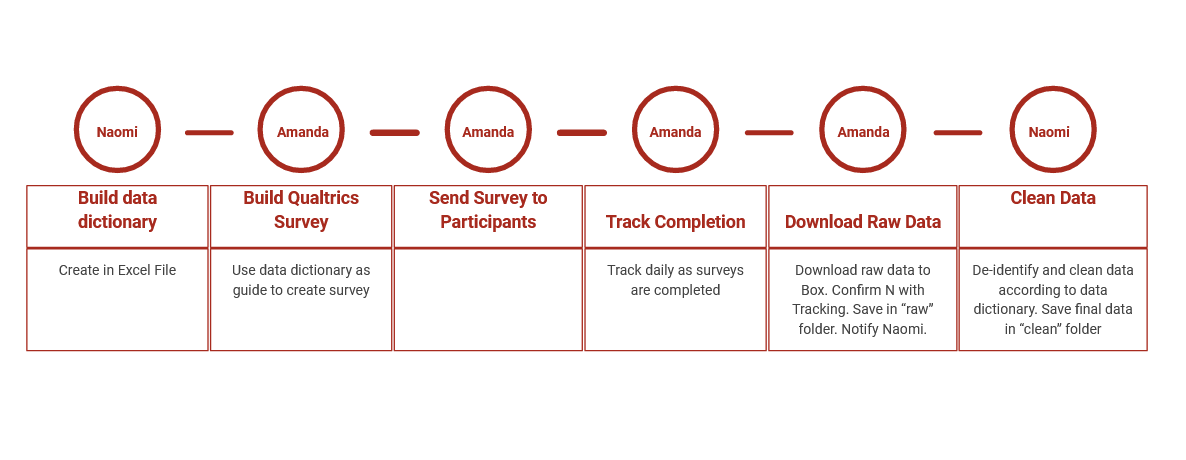 Naomi
Amanda
Amanda
Amanda
Amanda
Naomi
Build data
dictionary
Build Qualtrics
Survey
Send Survey to
Participants
Track Completion
Download Raw Data
Clean Data
Create in Excel File
Use data dictionary as
guide to create survey
Track daily as surveys
are completed
Download raw data to
Box. Confirm N with
Tracking. Save in “raw”
folder. Notify Naomi.
De-identify and clean data
according to data
dictionary. Save final data
in “clean” folder